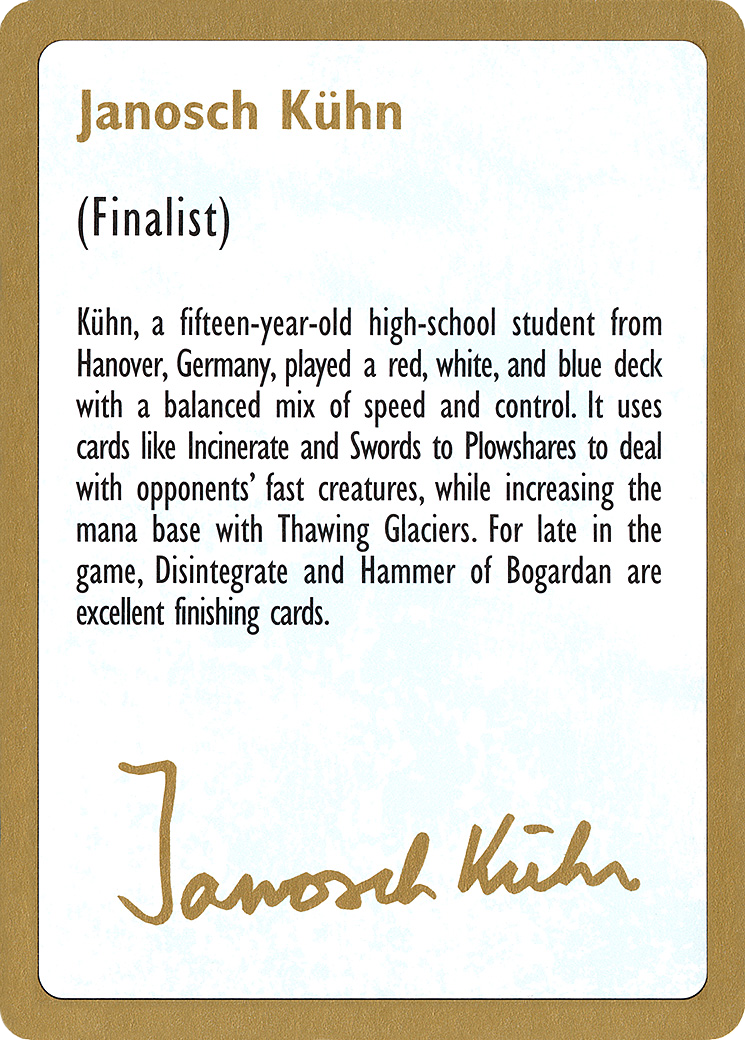 Janosch Kühn
(Finalist)
Kühn, a fifteen-year-old high-school student from
Hanover, Germany, played a red, white, and blue deck
with a balanced mix of speed and control. It uses
cards like Incinerate and Swords to Plowshares to deal
with opponents’ fast creatures, while increasing the
mana base with Thawing Glaciers. For late in the
game, Disintegrate and Hammer of Bogardan are
excellent finishing cards.
Janosch Kühn